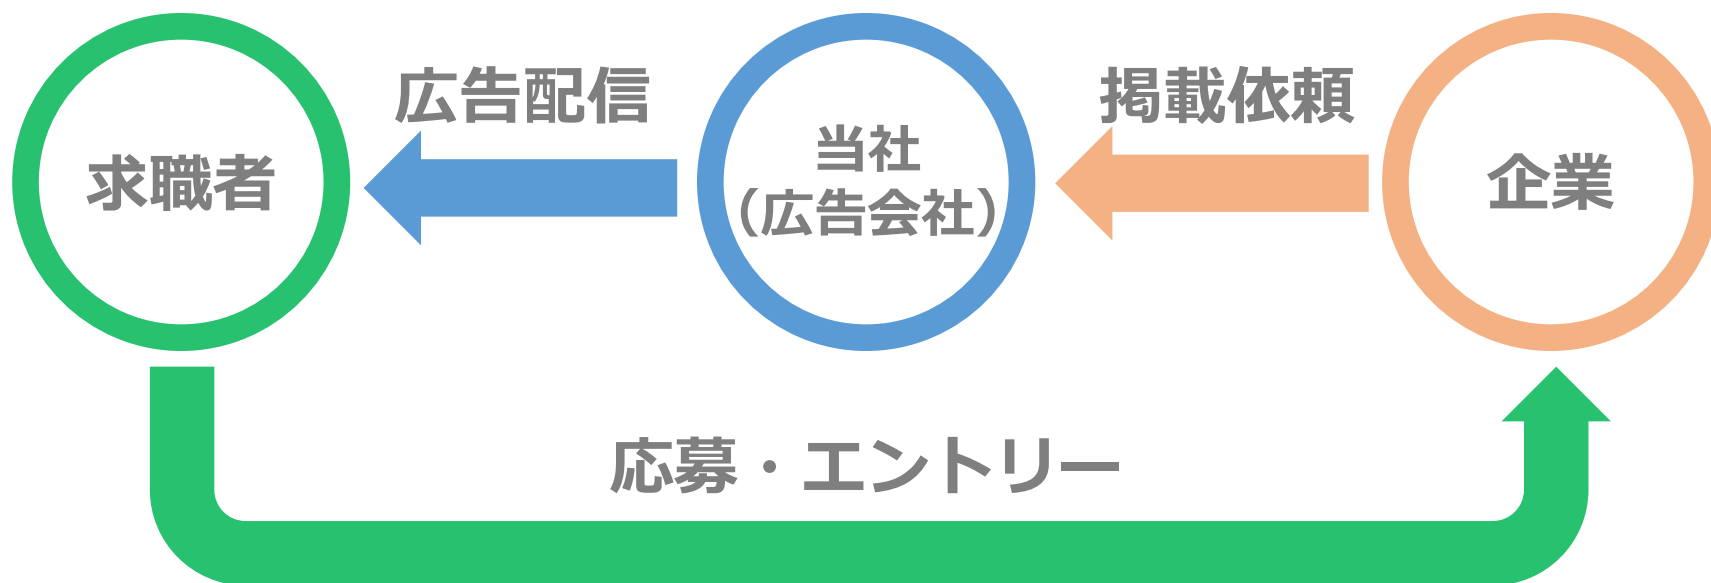 広告配信
掲載依頼
求職者
当社
（広告会社）
企業
応募・エントリー